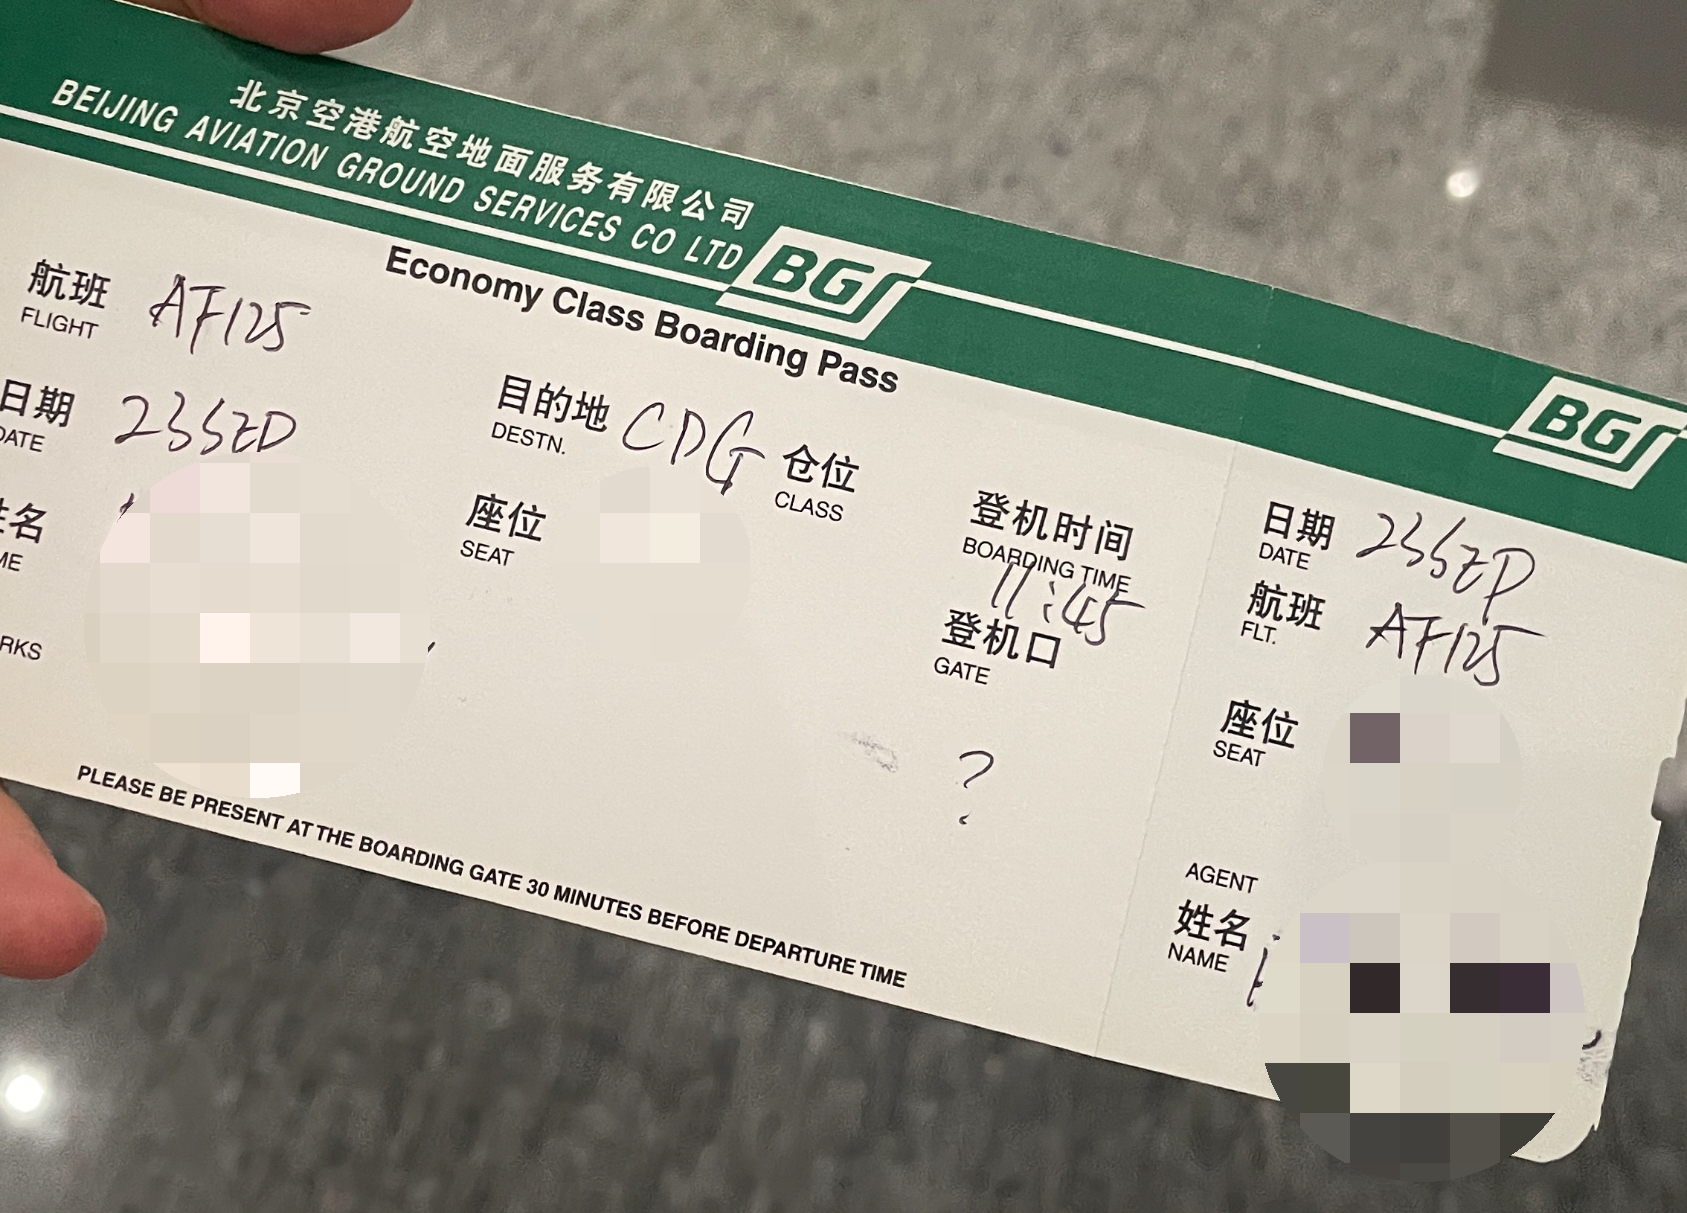 北京空港航空地面服务有限公司
BEIJING AVIATION GROUND SERVICES CO LTD
BGS
BGS
Economy Class Boarding Pass
航班 AF125
FLIGHT
日期 23SEP
DATE
目的地 CDG
DESTN.
仓位
CLASS
姓名
ME
座位
SEAT
登机时间
BOARDING TIME
11:45
登机口
GATE
?
RKS
PLEASE BE PRESENT AT THE BOARDING GATE 30 MINUTES BEFORE DEPARTURE TIME
日期 23SEP
DATE
航班 AF125
FLT.
座位
SEAT
AGENT
姓名
NAME